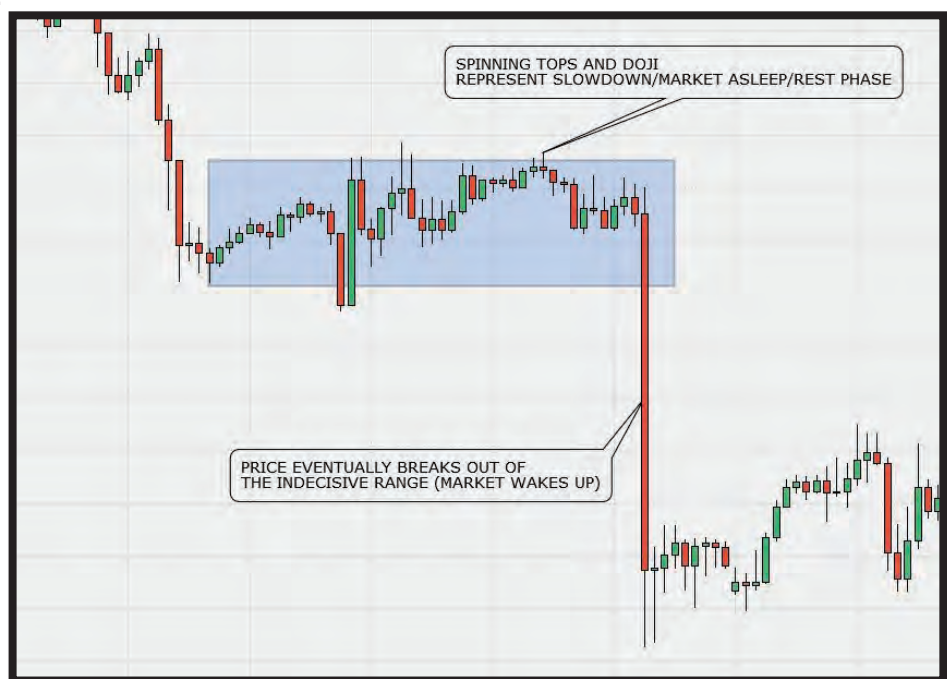 SPINNING TOPS AND DOJI
REPRESENT SLOWDOWN/MARKET ASLEEP/REST PHASE
PRICE EVENTUALLY BREAKS OUT OF
THE INDECISIVE RANGE (MARKET WAKES UP)